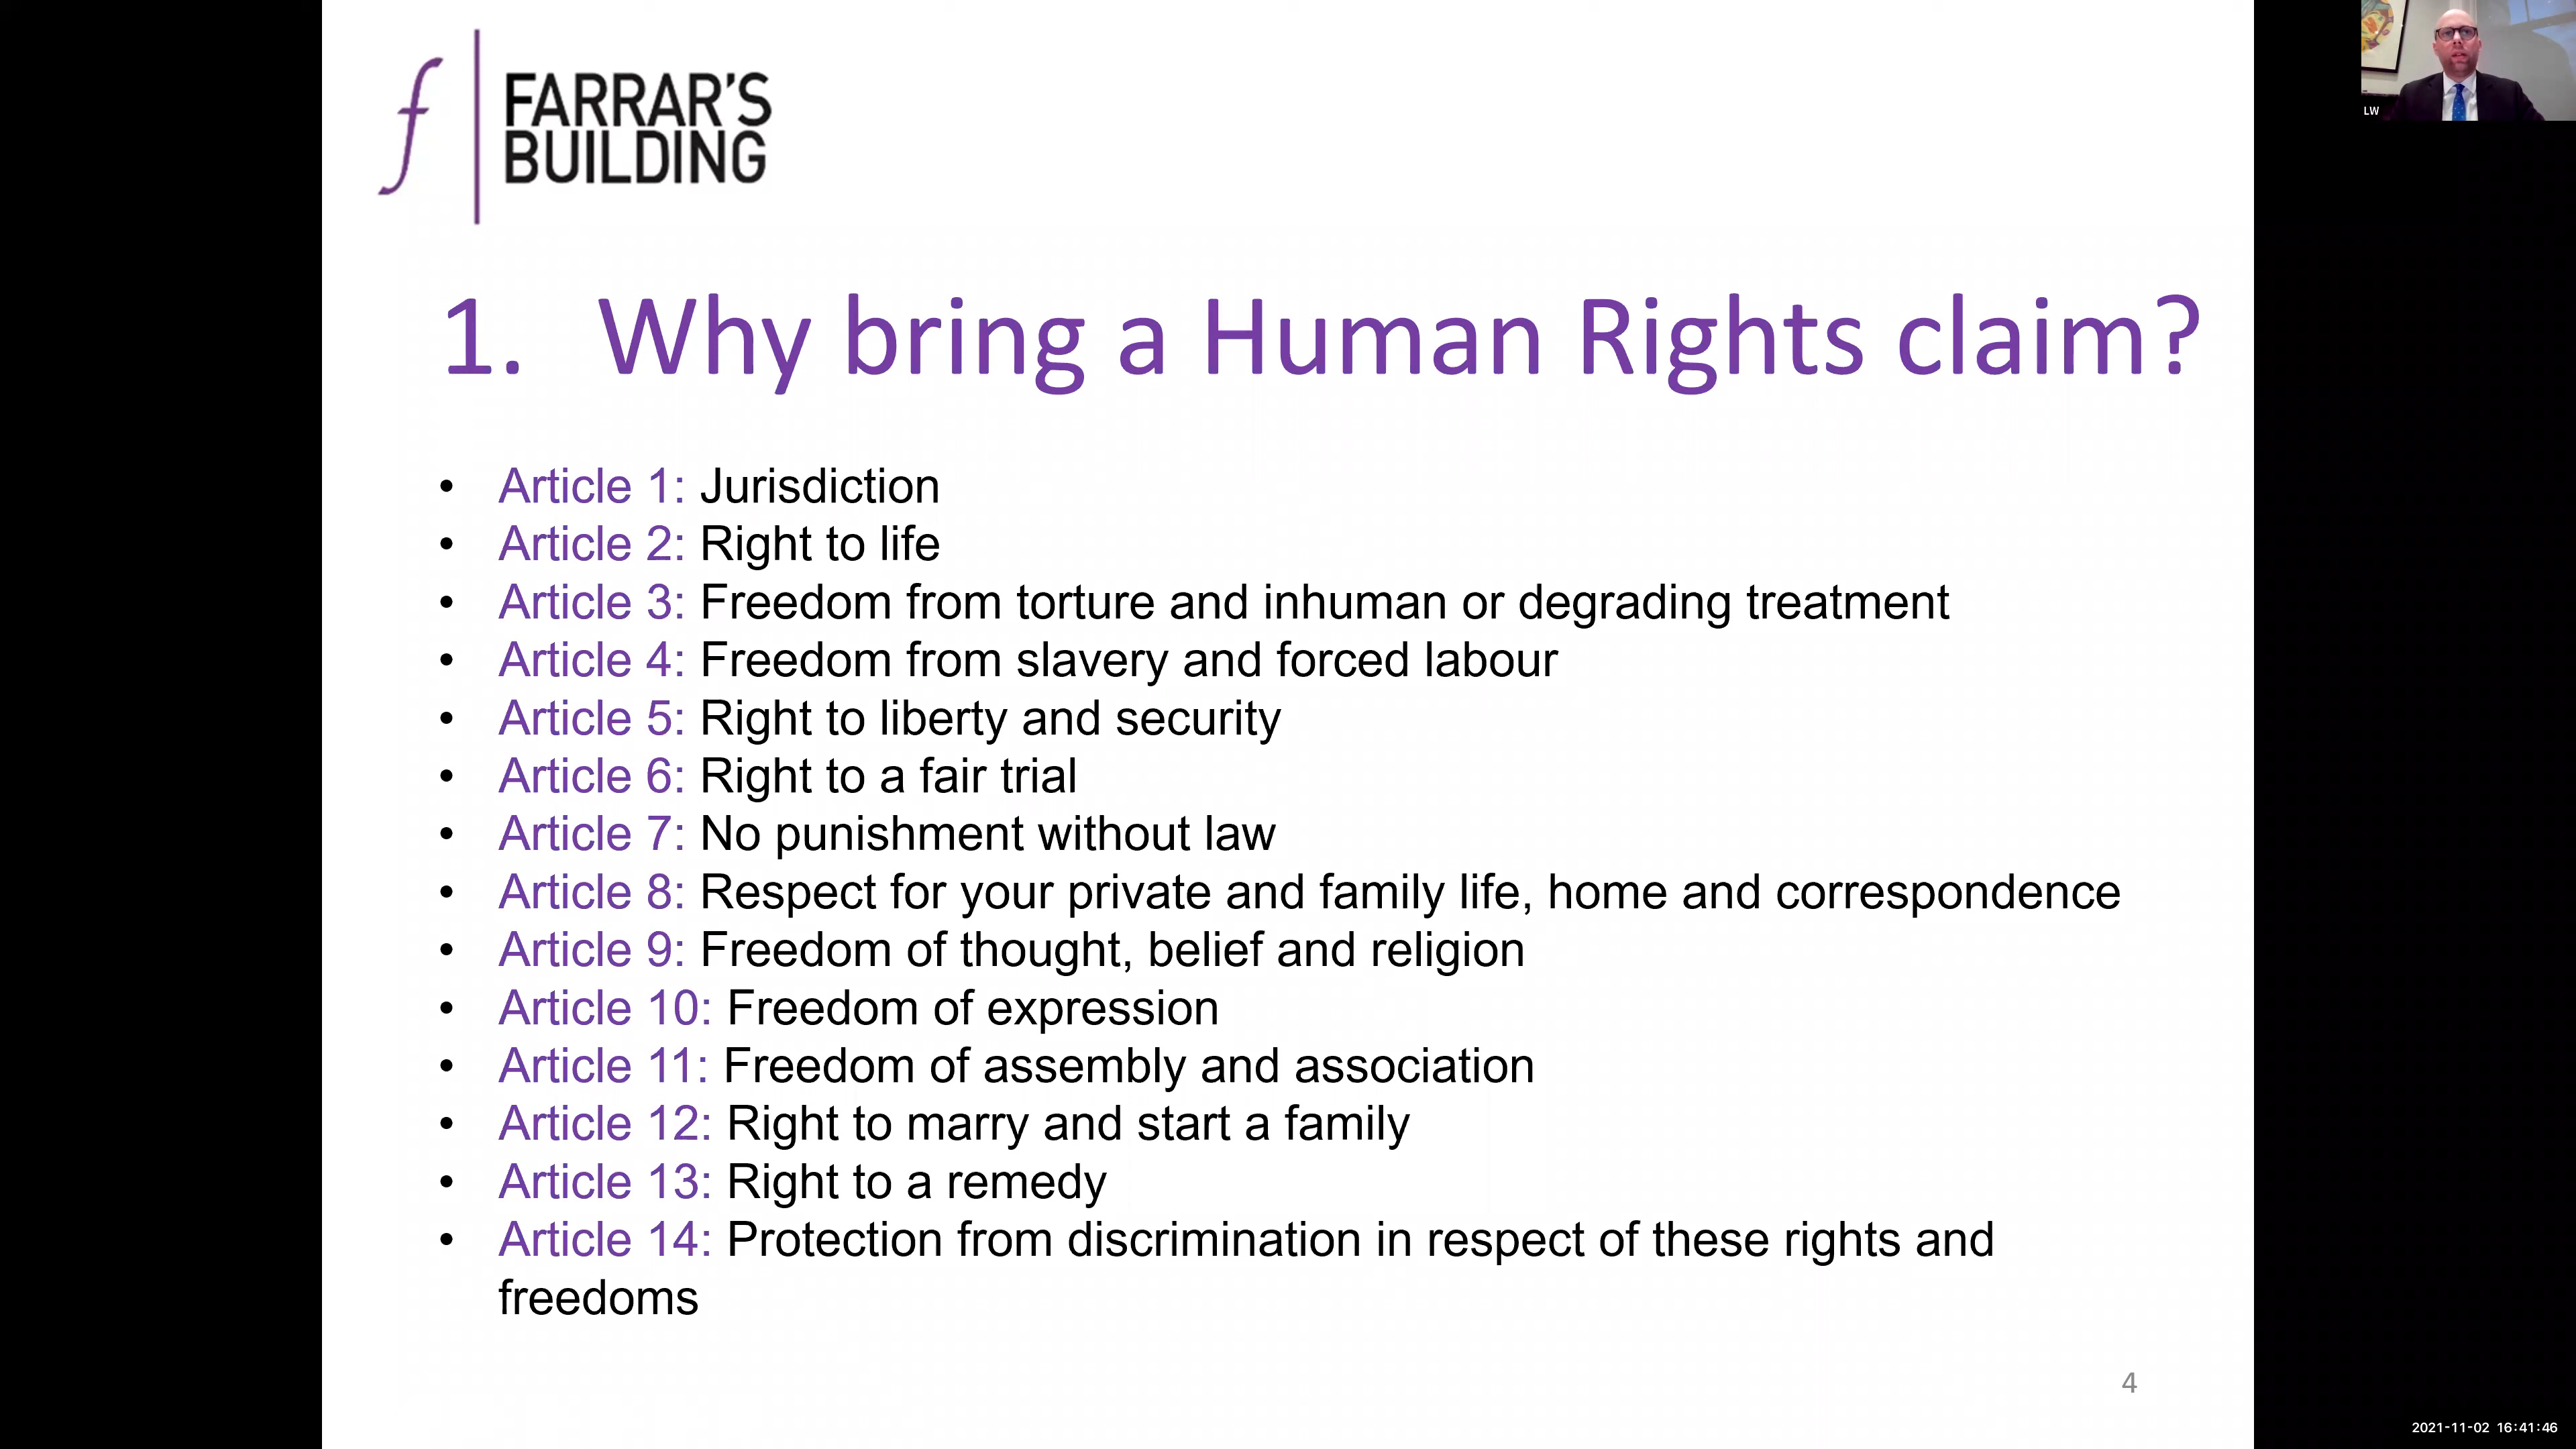 f
FARRAR'S
BUILDING
LW
1. Why bring a Human Rights claim?
• Article 1: Jurisdiction
• Article 2: Right to life
• Article 3: Freedom from torture and inhuman or degrading treatment
• Article 4: Freedom from slavery and forced labour
• Article 5: Right to liberty and security
• Article 6: Right to a fair trial
• Article 7: No punishment without law
• Article 8: Respect for your private and family life, home and correspondence
• Article 9: Freedom of thought, belief and religion
• Article 10: Freedom of expression
• Article 11: Freedom of assembly and association
• Article 12: Right to marry and start a family
• Article 13: Right to a remedy
• Article 14: Protection from discrimination in respect of these rights and
freedoms
4
2021-11-02 16:41:46